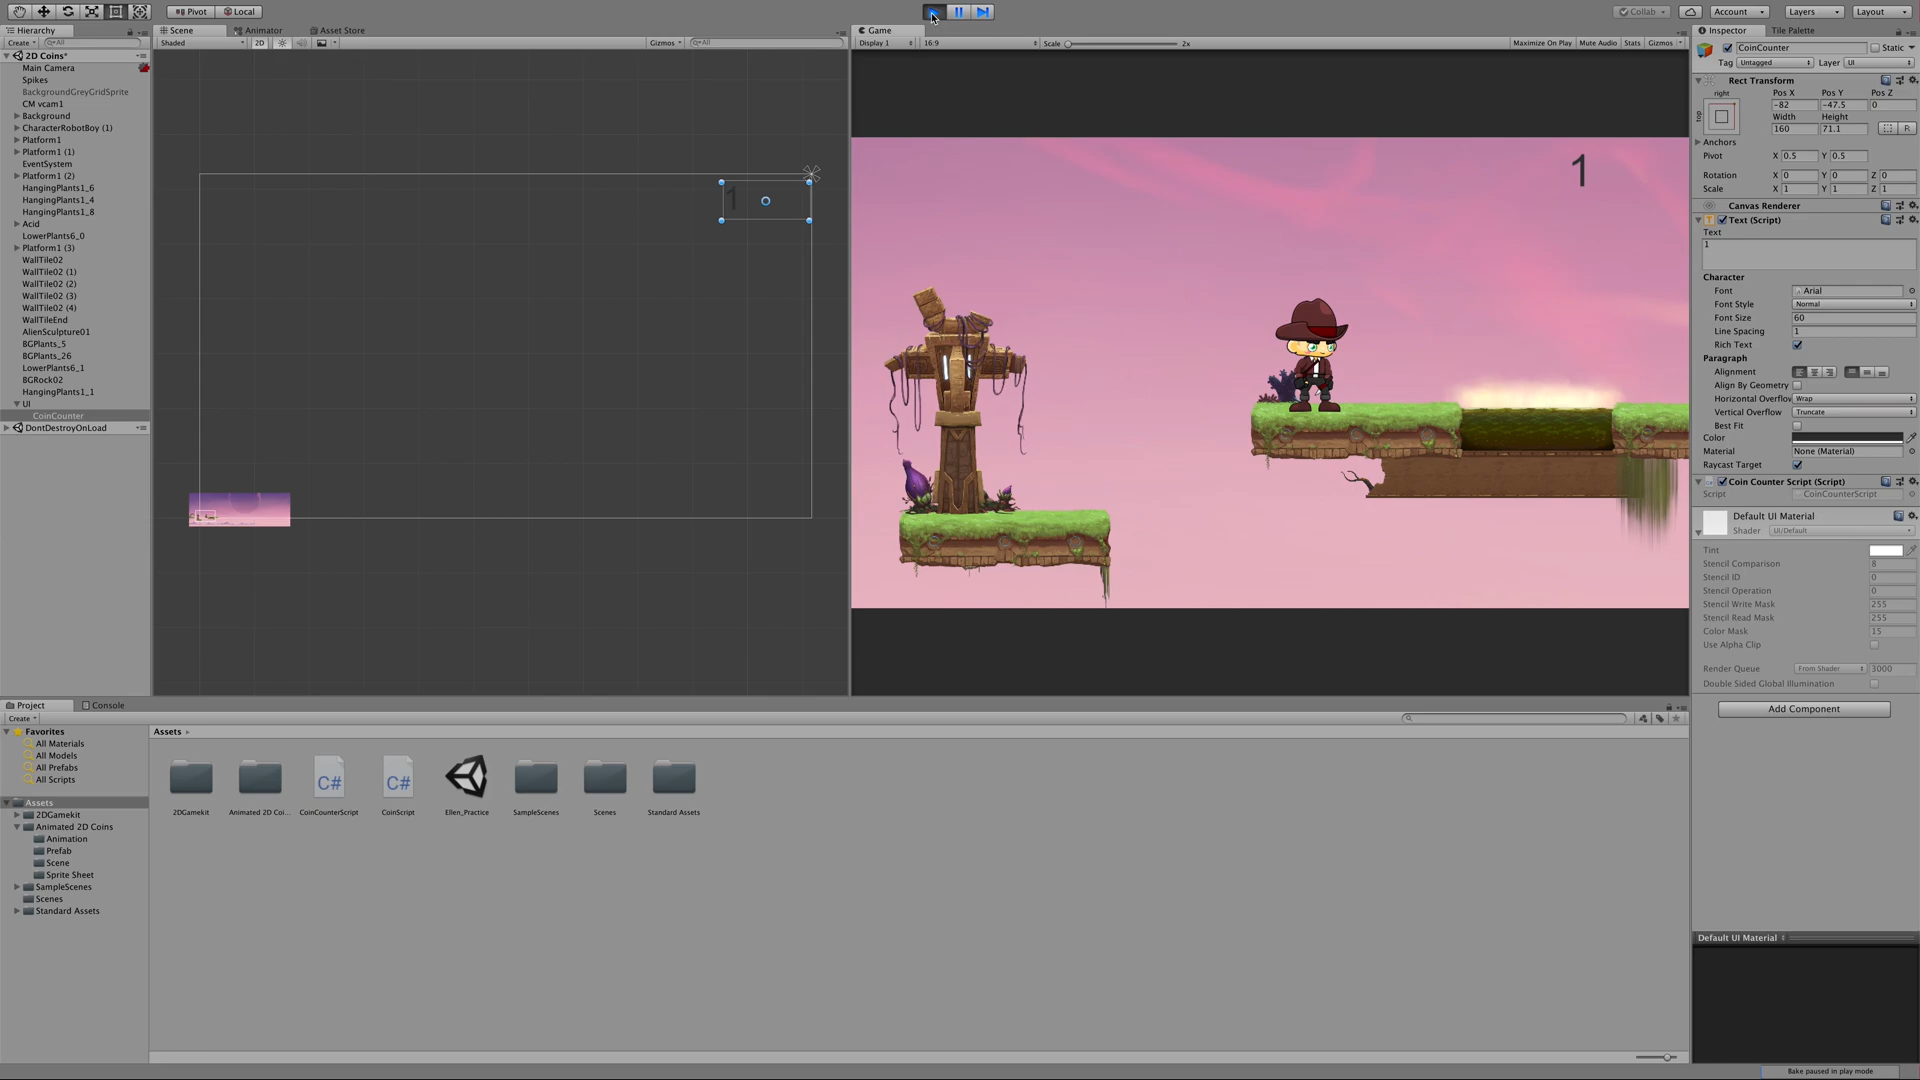 Pivot Local Collab Account Layers Layout
Hierarchy
Create All
2D Coins*
Main Camera
Spikes
BackgroundGreyGridSprite
CM vcam1
Background
CharacterRobotBoy (1)
Platform1
Platform1 (1)
EventSystem
Platform1 (2)
HangingPlants1_6
HangingPlants1_4
HangingPlants1_8
Acid
LowerPlants6_0
Platform1 (3)
WallTile02
WallTile02 (1)
WallTile02 (2)
WallTile02 (3)
WallTile02 (4)
WallTileEnd
AlienSculpture01
BGPlants_5
BGPlants_26
LowerPlants6_1
BGRock02
HangingPlants1_1
UI
CoinCounter
DontDestroyOnLoad
Scene Animator Asset Store
Shaded 2D Gizmos All
1
Game
Display 1 16:9 Scale 2x Maximize On Play Mute Audio Stats Gizmos
1
Inspector Tile Palette
CoinCounter Static
Tag Untagged Layer UI
Rect Transform
right Pos X Pos Y Pos Z
top -82 -47.5 0
Width Height
160 71.1 R
Anchors
Pivot X 0.5 Y 0.5
Rotation X 0 Y 0 Z 0
Scale X 1 Y 1 Z 1
Canvas Renderer
Text (Script)
Text
1
Character
Font Arial
Font Style Normal
Font Size 60
Line Spacing 1
Rich Text
Paragraph
Alignment
Align By Geometry
Horizontal Overflow Wrap
Vertical Overflow Truncate
Best Fit
Color
Material None (Material)
Raycast Target
Coin Counter Script (Script)
Script CoinCounterScript
Default UI Material
Shader UI/Default
Tint
Stencil Comparison 8
Stencil ID 0
Stencil Operation 0
Stencil Write Mask 255
Stencil Read Mask 255
Color Mask 15
Use Alpha Clip
Render Queue From Shader 3000
Double Sided Global Illumination
Add Component
Default UI Material
Project Console
Create
Favorites
All Materials
All Models
All Prefabs
All Scripts
Assets
2DGamekit
Animated 2D Coins
Animation
Prefab
Scene
Sprite Sheet
SampleScenes
Scenes
Standard Assets
Assets
C# C#
2DGamekit Animated 2D Coi... CoinCounterScript CoinScript Ellen_Practice SampleScenes Scenes Standard Assets
Bake paused in play mode